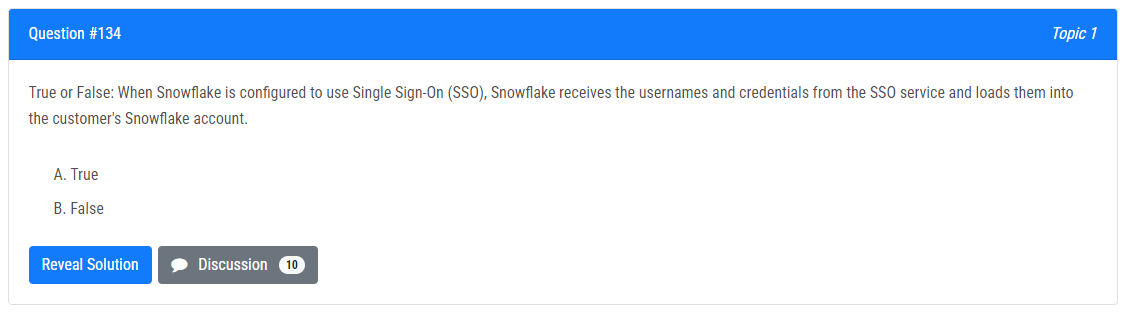 Question #134
Topic 1
True or False: When Snowflake is configured to use Single Sign-On (SSO), Snowflake receives the usernames and credentials from the SSO service and loads them into
the customer's Snowflake account.
A. True
B. False
Reveal Solution
Discussion 10